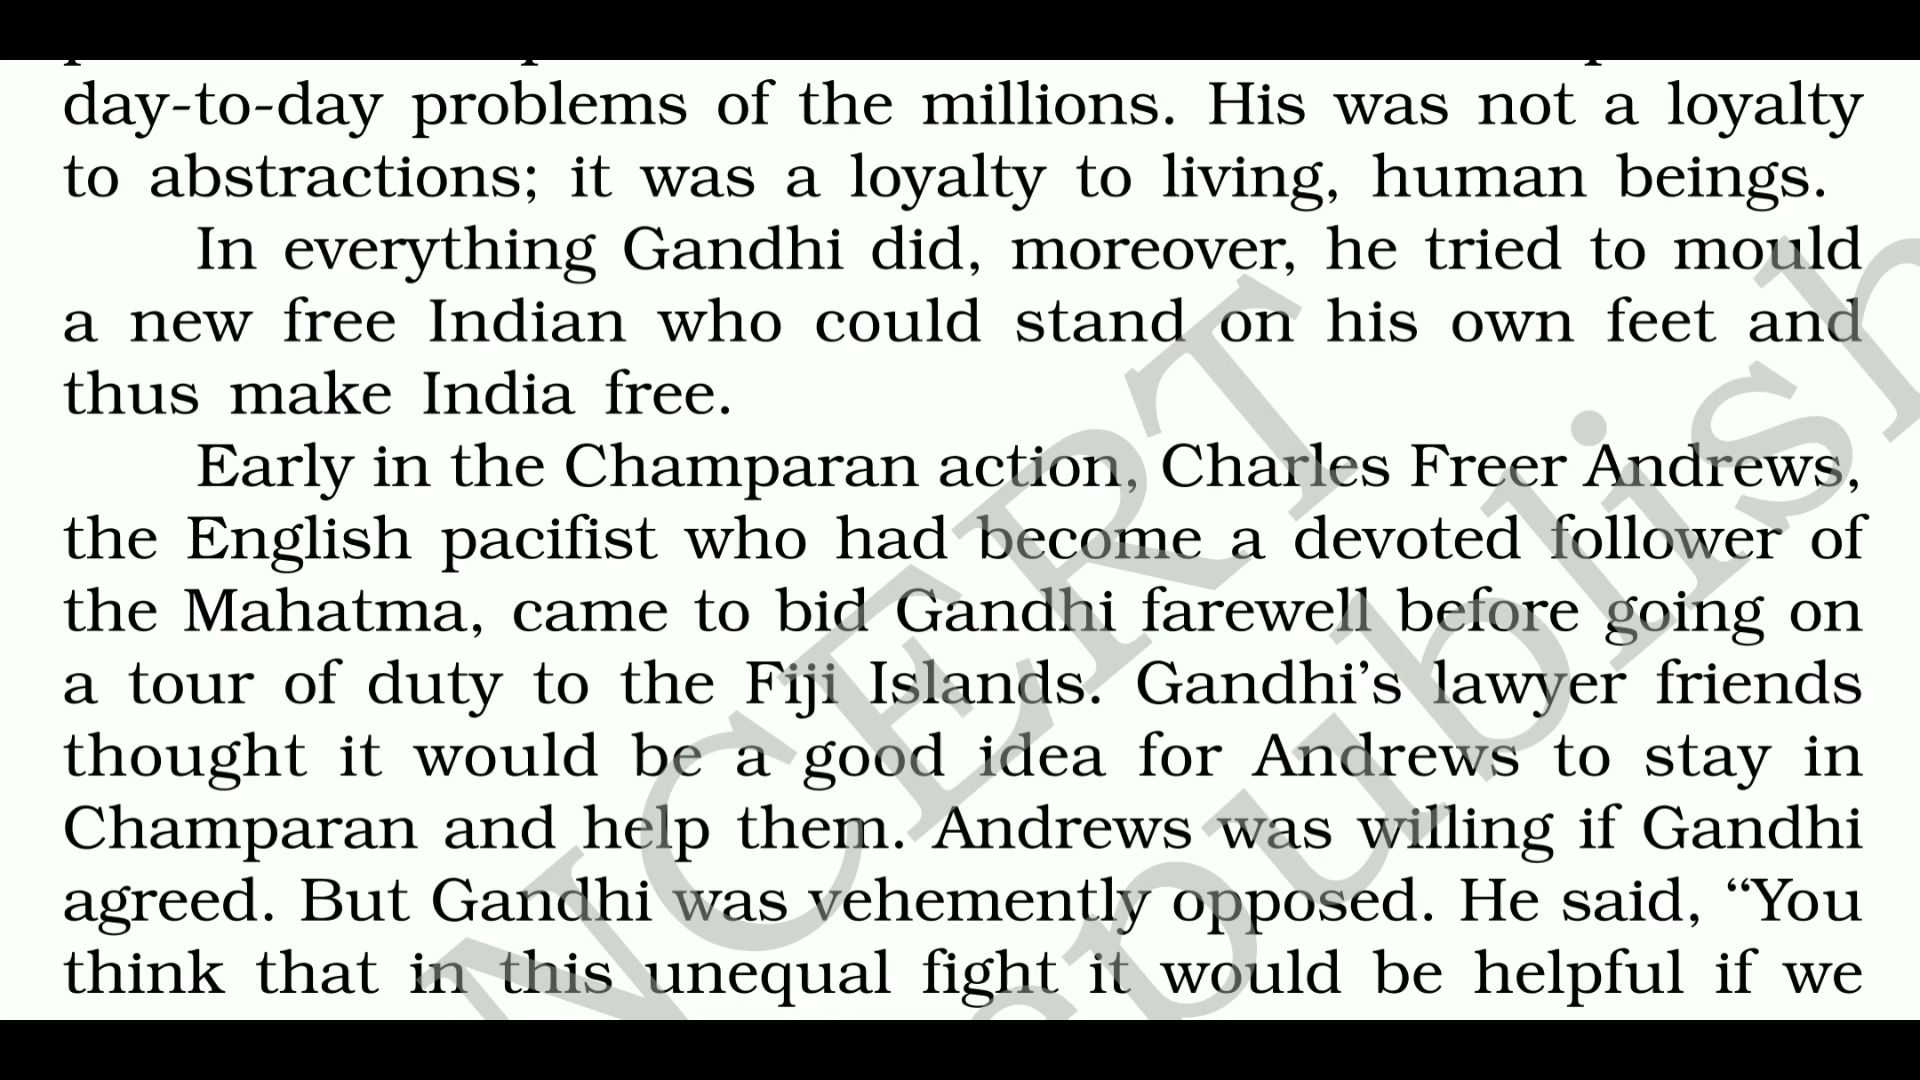 day-to-day problems of the millions. His was not a loyalty
to abstractions; it was a loyalty to living, human beings.
In everything Gandhi did, moreover, he tried to mould
a new free Indian who could stand on his own feet and
thus make India free.
Early in the Champaran action, Charles Freer Andrews,
the English pacifist who had become a devoted follower of
the Mahatma, came to bid Gandhi farewell before going on
a tour of duty to the Fiji Islands. Gandhi’s lawyer friends
thought it would be a good idea for Andrews to stay in
Champaran and help them. Andrews was willing if Gandhi
agreed. But Gandhi was vehemently opposed. He said, “You
think that in this unequal fight it would be helpful if we
NCERT
publish